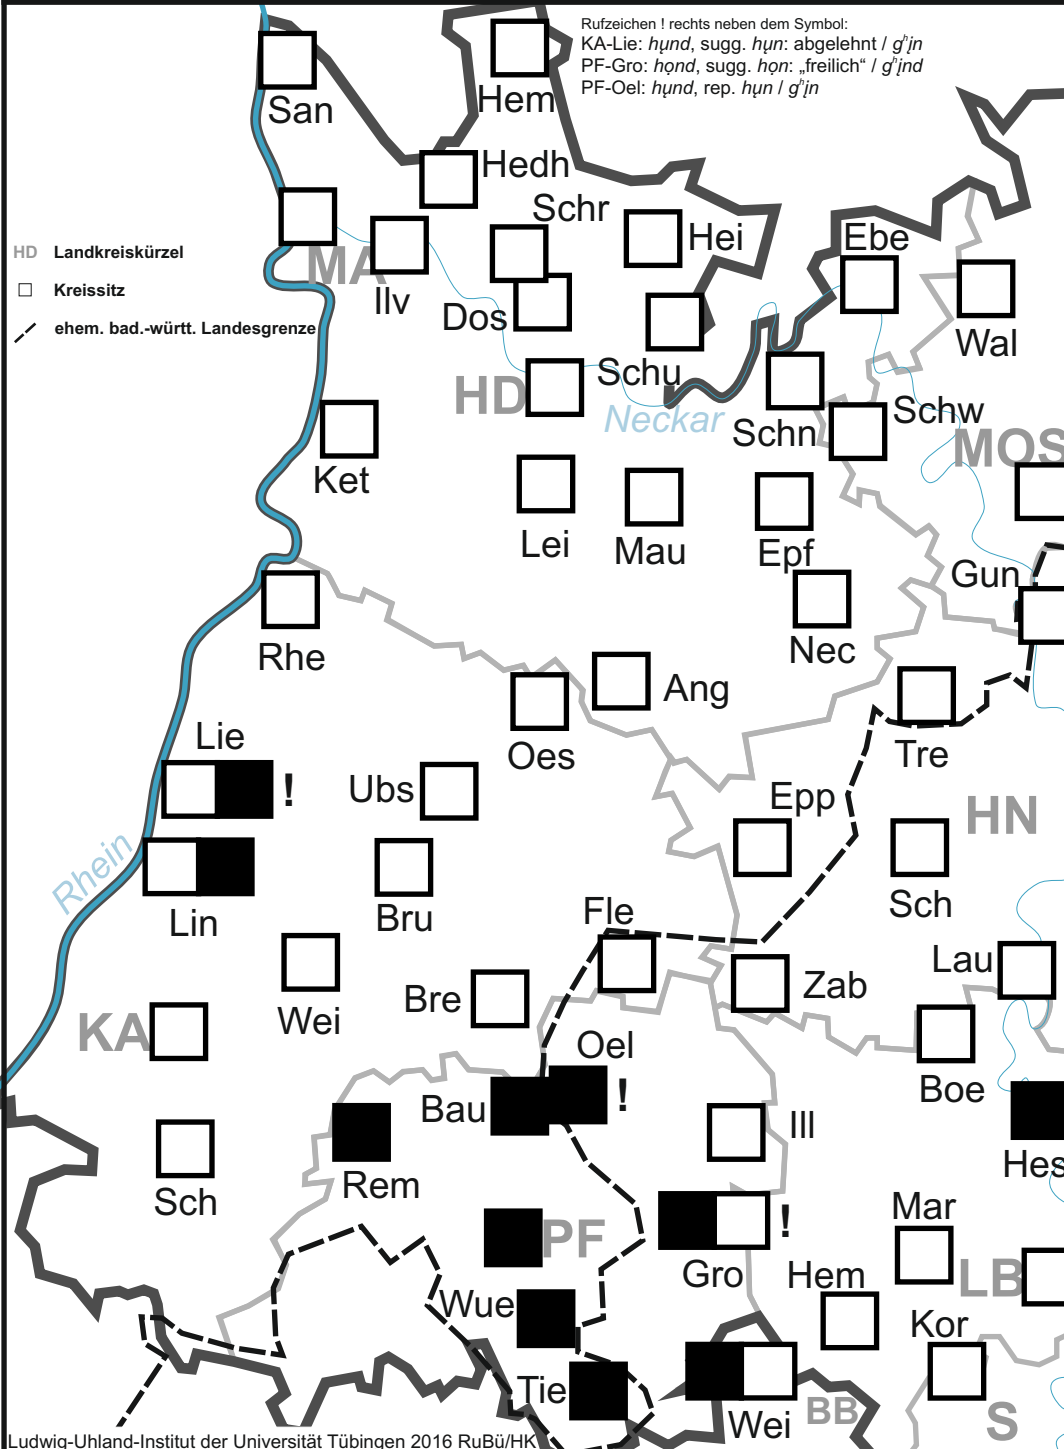 Rufzeichen ! rechts neben dem Symbol:
KA-Lie: hụnd, sugg. hụn: abgelehnt / gʰịn
PF-Gro: họnd, sugg. họn: „freilich“ / gʰịnd
PF-Oel: hụnd, rep. hụn / gʰịn
San
Hem
Hedh
Schr
Hei
Ebe
HD Landkreiskürzel
MA
Ilv
Kreissitz
Dos
ehem. bad.-württ. Landesgrenze
Wal
Schu
HD
Neckar
Schn
Schw
MOS
Ket
Lei
Mau
Epf
Gun
Rhe
Nec
Ang
Oes
Tre
Lie
!
Ubs
Epp
HN
Rhein
Lin
Bru
Fle
Sch
Lau
Wei
Bre
Zab
KA
Oel
Boe
Bau
!
Ill
Hes
Rem
Sch
Mar
PF
!
Gro
Hem
LB
Wue
Kor
Tie
Wei
BB
S
Ludwig-Uhland-Institut der Universität Tübingen 2016 RuBü/HK